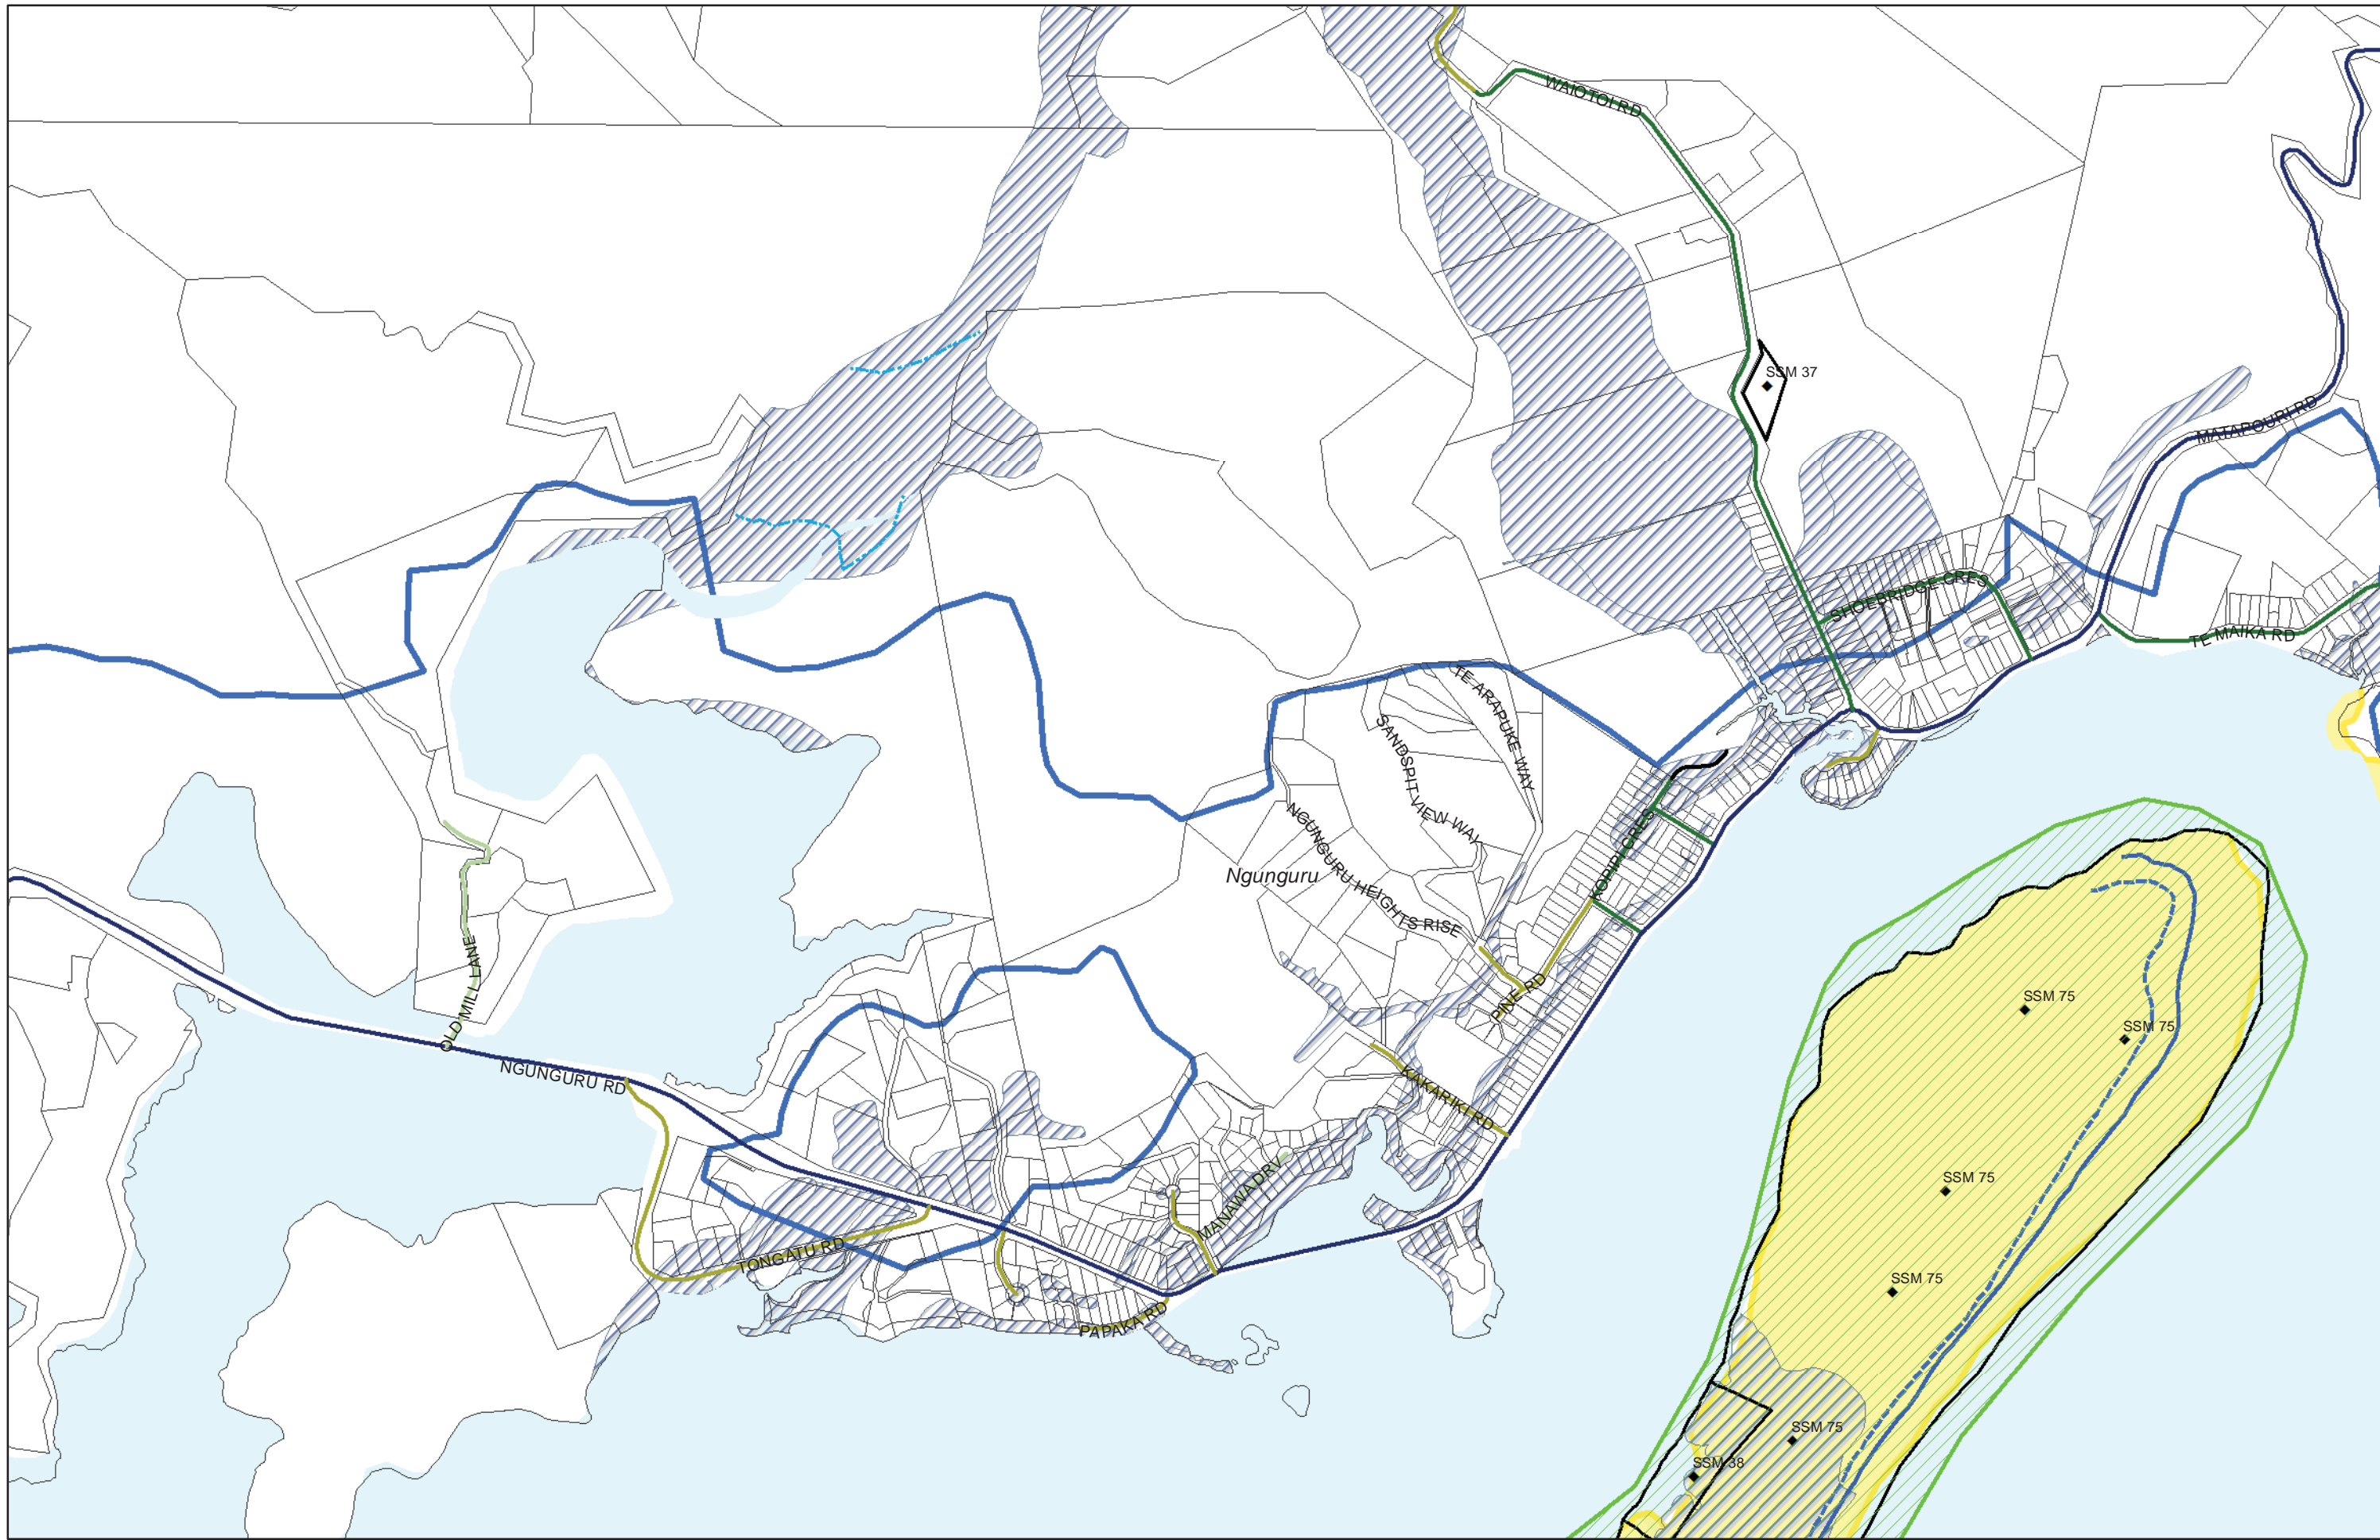 WAIOTOI RD
SSM 37
MATAPOURI RD
SHOEBRIDGE CRES
TE MAIKA RD
TE ARAPUKE WAY
SANDSPIT VIEW WAI
NGUNGURU HEIGHTS RISE
KOPIPI CRES
Ngunguru
OLD MILL LANE
PINE RD
SSM 75
SSM 75
NGUNGURU RD
KAKARIKI RD
MANAWA DRV
SSM 75
TONGATU RD
SSM 75
PAPAKA RD
SSM 75
SSM 38